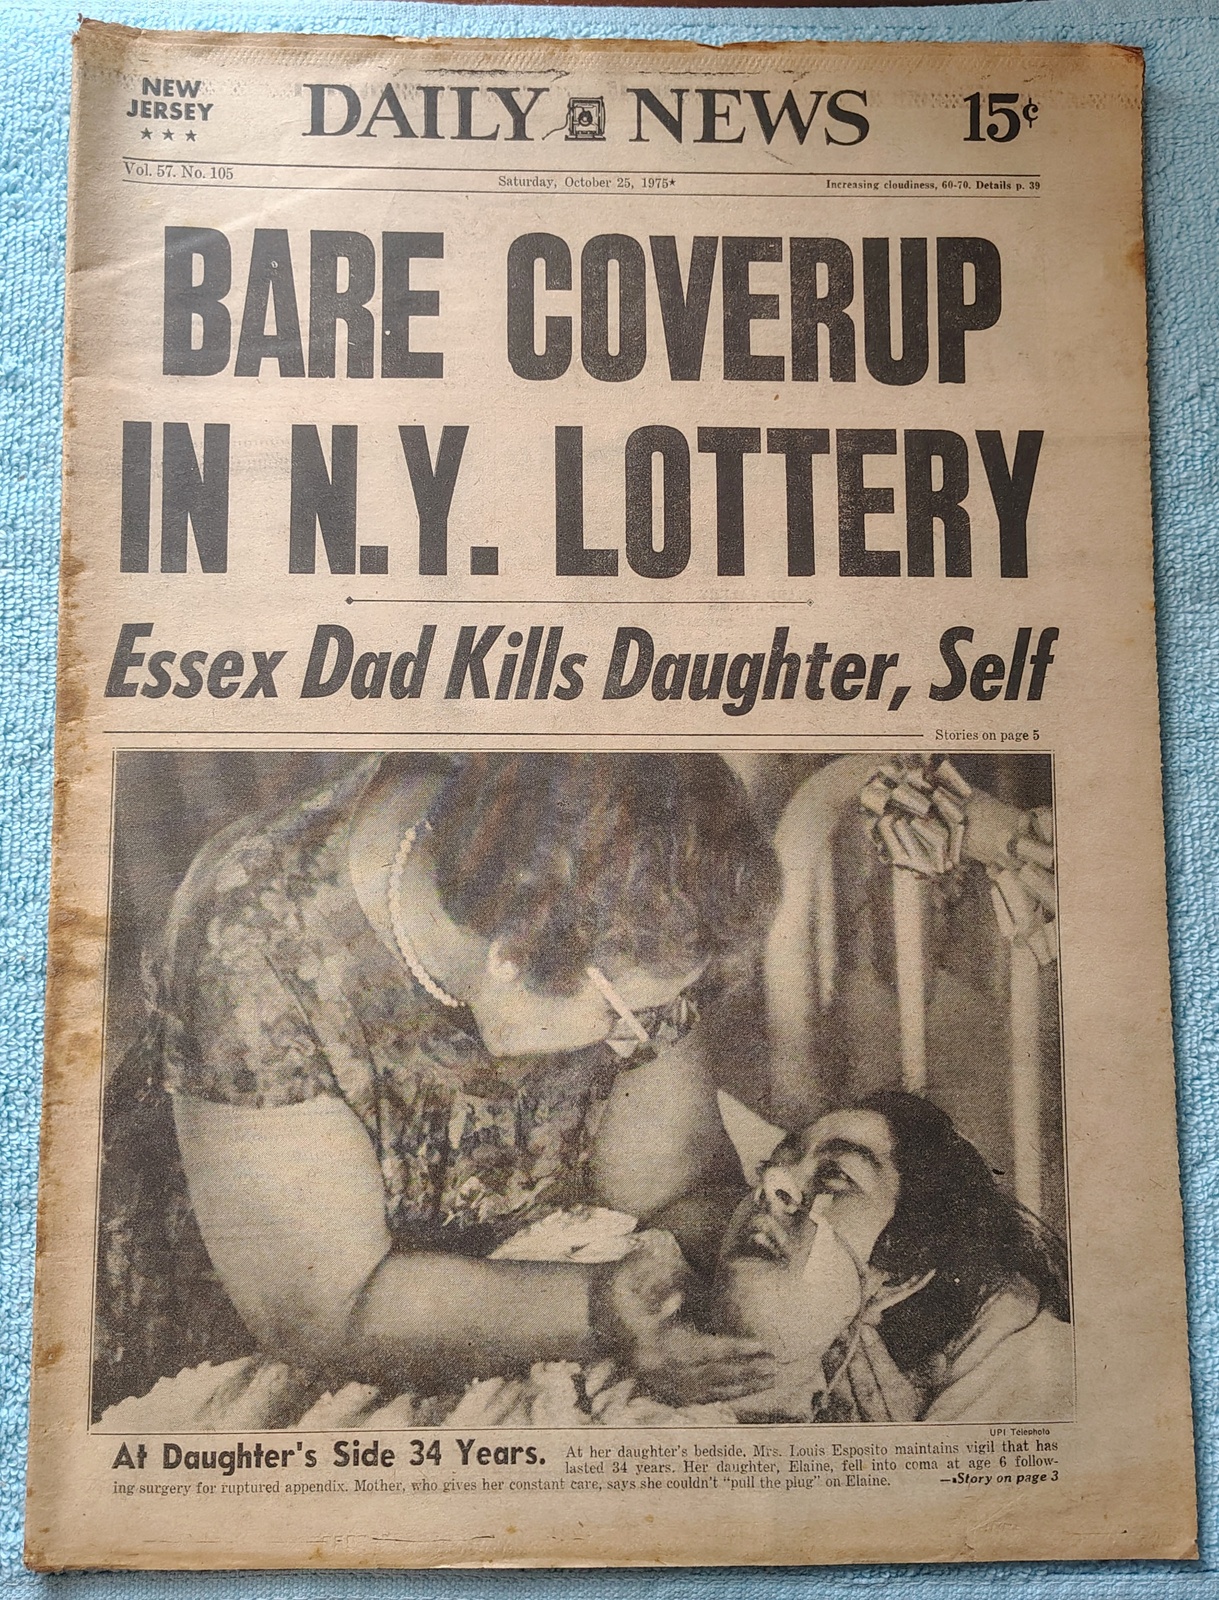 NEW
JERSEY
★ ★ ★
DAILY NEWS
15¢
Vol. 57. No. 105
Saturday, October 25, 1975★
Increasing cloudiness, 60-70. Details p. 39
BARE COVERUP
IN N.Y. LOTTERY
Essex Dad Kills Daughter, Self
Stories on page 5
UPI Telephoto
At Daughter's Side 34 Years.
At her daughter's bedside, Mrs. Louis Esposito maintains vigil that has
lasted 34 years. Her daughter, Elaine, fell into coma at age 6 follow-
ing surgery for ruptured appendix. Mother, who gives her constant care, says she couldn't "pull the plug" on Elaine.
—Story on page 3